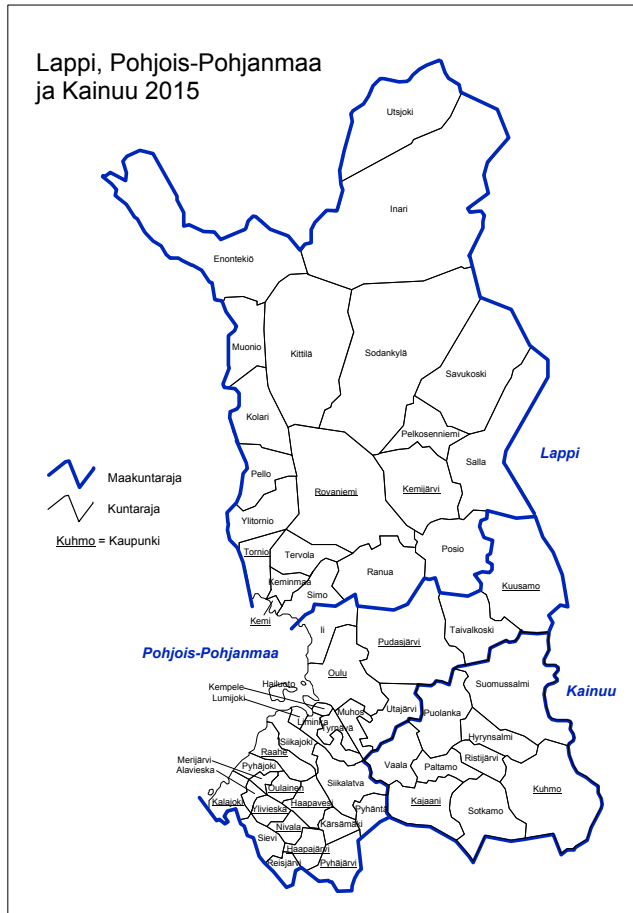 Lappi, Pohjois-Pohjanmaa
ja Kainuu 2015
Utsjoki
Inari
Enontekiö
Muonio
Kittilä
Sodankylä
Savukoski
Kolari
Pelkosenniemi
Salla
Lappi
Pello
Rovaniemi
Kemijärvi
Maakuntaraja
Kuntaraja
Kuhmo = Kaupunki
Ylitornio
Tornio
Tervola
Posio
Keminmaa
Ranua
Simo
Kuusamo
Kemi
Ii
Taivalkoski
Pudasjärvi
Pohjois-Pohjanmaa
Oulu
Suomussalmi
Hailuoto
Kempele
Lumijoki
Kainuu
Muhos
Utajärvi
Puolanka
Liminka
Tyrnävä
Hyrynsalmi
Siikajoki
Raahe
Ristijärvi
Vaala
Paltamo
Merijärvi
Alavieska
Pyhäjoki
Siikalatva
Kuhmo
Oulainen
Kalajoki
Haapavesi
Pyhäntä
Kajaani
Ylivieska
Sotkamo
Kärsämäki
Nivala
Sievi
Haapajärvi
Reisjärvi
Pyhäjärvi